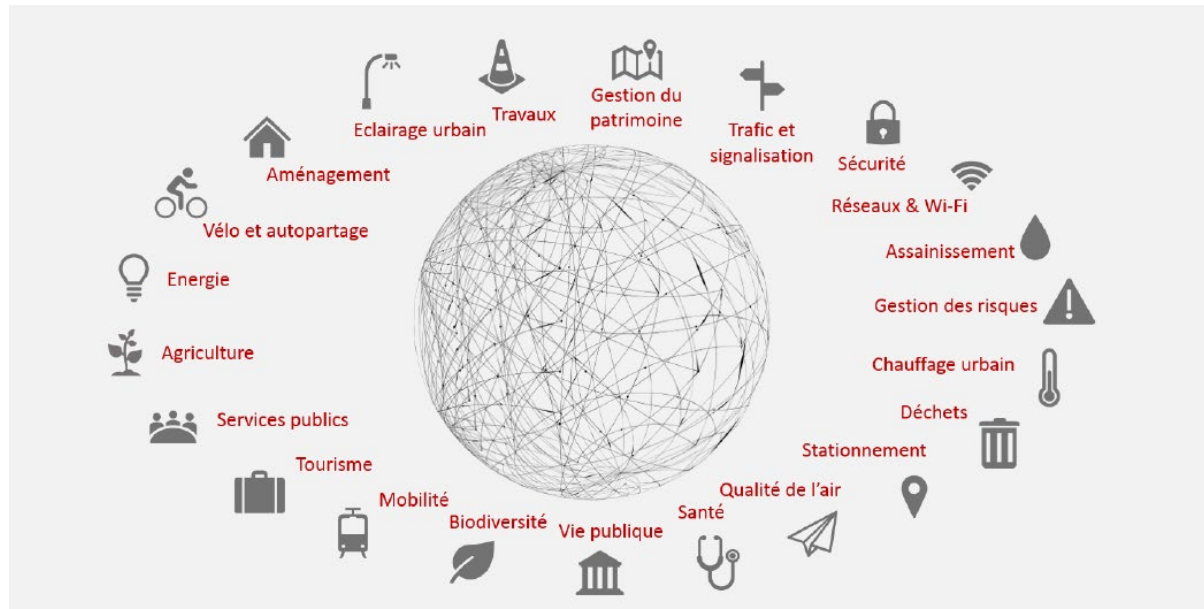 Travaux
Gestion du
patrimoine
Eclairage urbain
Trafic et
signalisation
Sécurité
Aménagement
Réseaux & Wi-Fi
Vélo et autopartage
Assainissement
Energie
Gestion des risques
Agriculture
Chauffage urbain
Services publics
Déchets
Stationnement
Tourisme
Qualité de l'air
Mobilité
Santé
Biodiversité
Vie publique